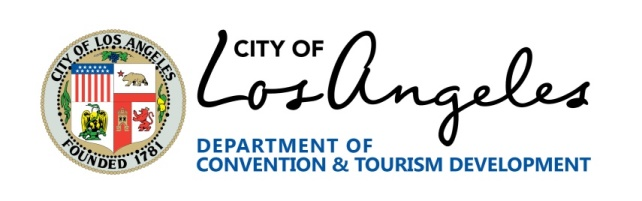 CITY OF LOS ANGELES
FOUNDED 1781
CITY OF
Los Angeles
DEPARTMENT OF
CONVENTION & TOURISM DEVELOPMENT